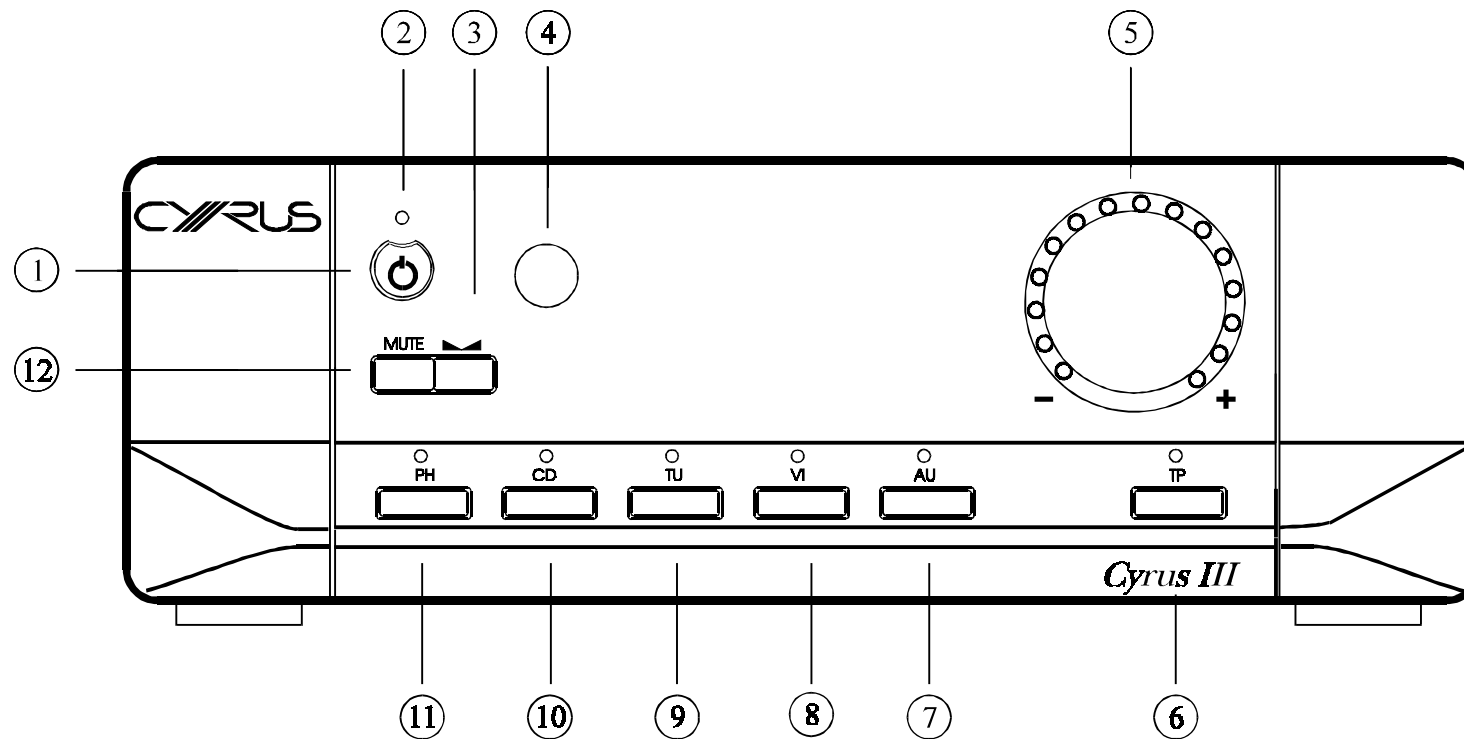 2 3 4 5
CYRUS
1
MUTE
12
- +
PH CD TU VI AU TP
Cyrus III
11 10 9 8 7 6